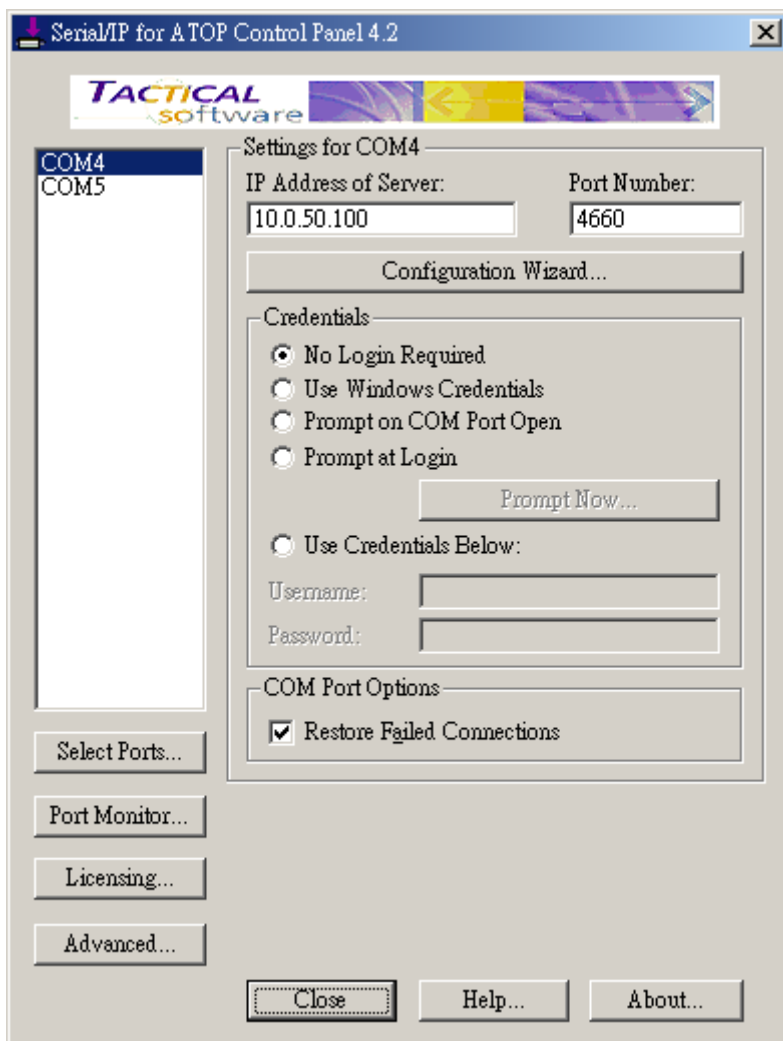 Serial/IP for ATOP Control Panel 4.2
TACTICAL
software
COM4
COM5
Settings for COM4
IP Address of Server:
Port Number:
10.0.50.100
4660
Configuration Wizard...
Credentials
No Login Required
Use Windows Credentials
Prompt on COM Port Open
Prompt at Login
Prompt Now...
Use Credentials Below:
Username:
Password:
COM Port Options
Restore Failed Connections
Select Ports...
Port Monitor...
Licensing...
Advanced...
Close
Help...
About...